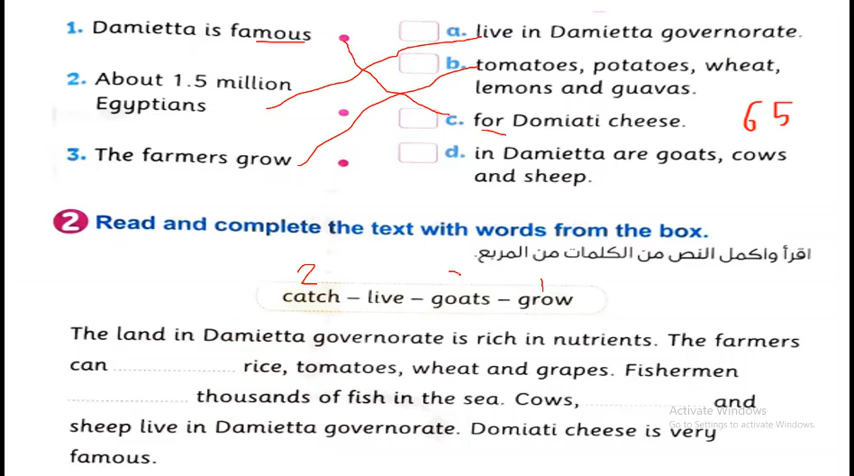 1. Damietta is famous
a. live in Damietta governorate.
2. About 1.5 million
Egyptians
b. tomatoes, potatoes, wheat,
lemons and guavas.
c. for Domiati cheese.
65
3. The farmers grow
d. in Damietta are goats, cows
and sheep.
2 Read and complete the text with words from the box.
اقرأ واكمل النص من الكلمات من المربع.
2 1
catch – live – goats – grow
The land in Damietta governorate is rich in nutrients. The farmers
can .................... rice, tomatoes, wheat and grapes. Fishermen
.................... thousands of fish in the sea. Cows, .................... and
sheep live in Damietta governorate. Domiati cheese is very
famous.
Activate Windows
Go to Settings to activate Windows.